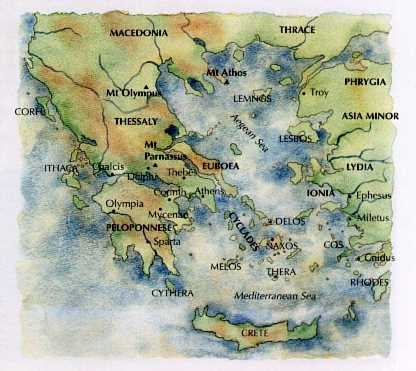 MACEDONIA
THRACE
Mt Athos
PHRYGIA
Mt Olympus
LEMNOS
Troy
CORFU
THESSALY
Aegean Sea
ASIA MINOR
LESBOS
Mt
Parnassus
ITHACA
Chalcis
EUBOEA
LYDIA
Delphi
Thebes
Corinth
Athens
IONIA
Ephesus
Olympia
Mycenae
CYCLADES
DELOS
Miletus
PELOPONNESE
Sparta
NAXOS
COS
Cnidus
MELOS
THERA
RHODES
CYTHERA
Mediterranean Sea
CRETE